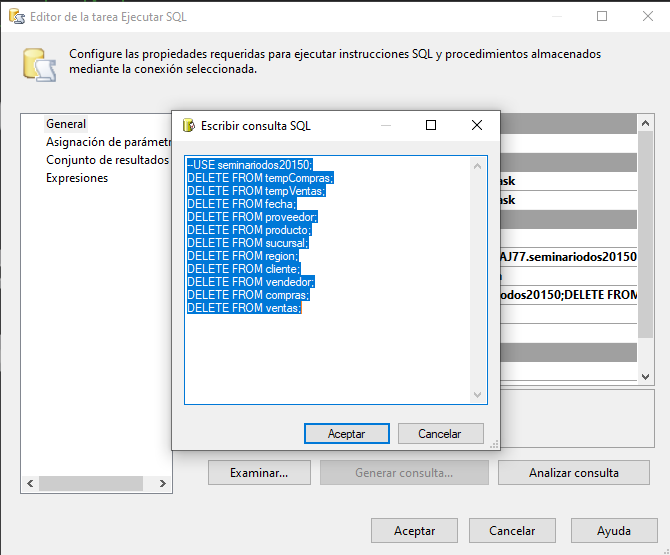 Editor de la tarea Ejecutar SQL
Configure las propiedades requeridas para ejecutar instrucciones SQL y procedimientos almacenados
mediante la conexión seleccionada.
General
Asignación de parámetr
Conjunto de resultados
Expresiones
Escribir consulta SQL
--USE seminariodos20150;
DELETE FROM tempCompras;
DELETE FROM tempVentas;
DELETE FROM fecha;
DELETE FROM proveedor;
DELETE FROM producto;
DELETE FROM sucursal;
DELETE FROM region;
DELETE FROM cliente;
DELETE FROM vendedor;
DELETE FROM compras;
DELETE FROM ventas;
Aceptar Cancelar
sk
sk
AJ77.seminariodos20150
odos20150;DELETE FROM
Examinar... Generar consulta... Analizar consulta
Aceptar Cancelar Ayuda